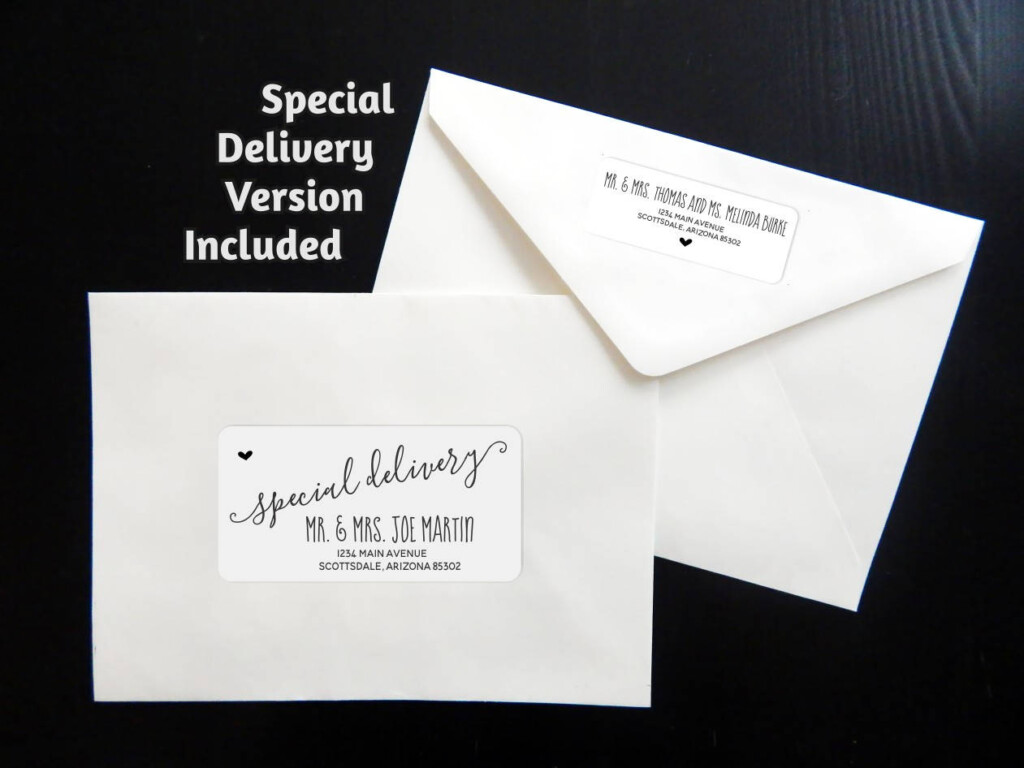 Special
Delivery
Version
Included
MR. & MRS. THOMAS AND MS. MELINDA BURKE
1234 MAIN AVENUE
SCOTTSDALE, ARIZONA 85302
special delivery
MR. & MRS. JOE MARTIN
1234 MAIN AVENUE
SCOTTSDALE, ARIZONA 85302